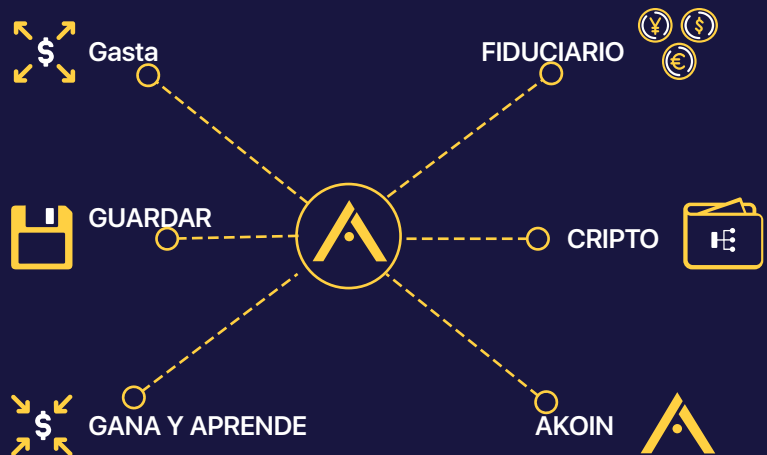 Gasta
FIDUCIARIO
GUARDAR
CRIPTO
GANA Y APRENDE
AKOIN